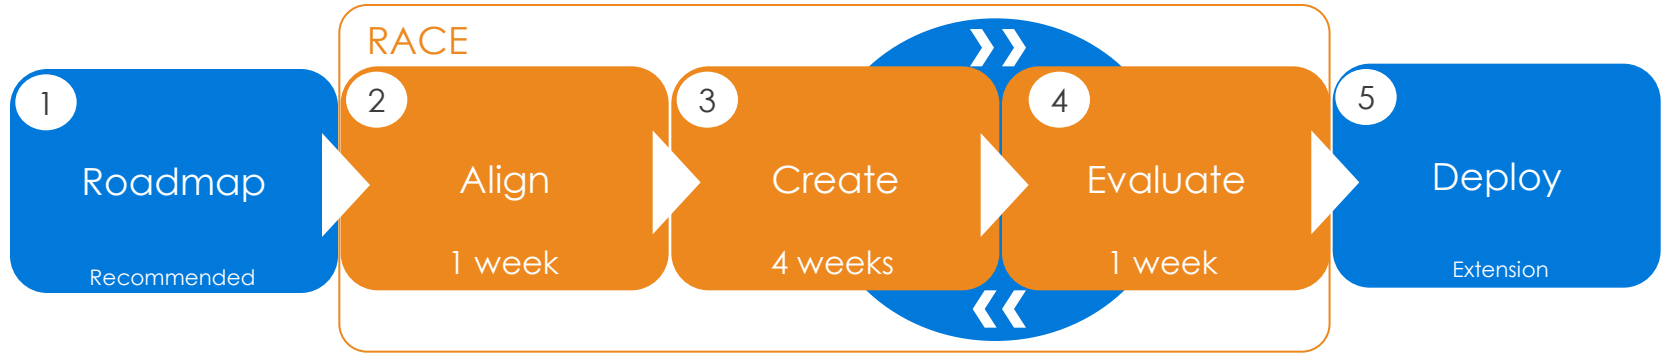 RACE
1
Roadmap
Recommended
2
Align
1 week
3
Create
4 weeks
4
Evaluate
1 week
5
Deploy
Extension